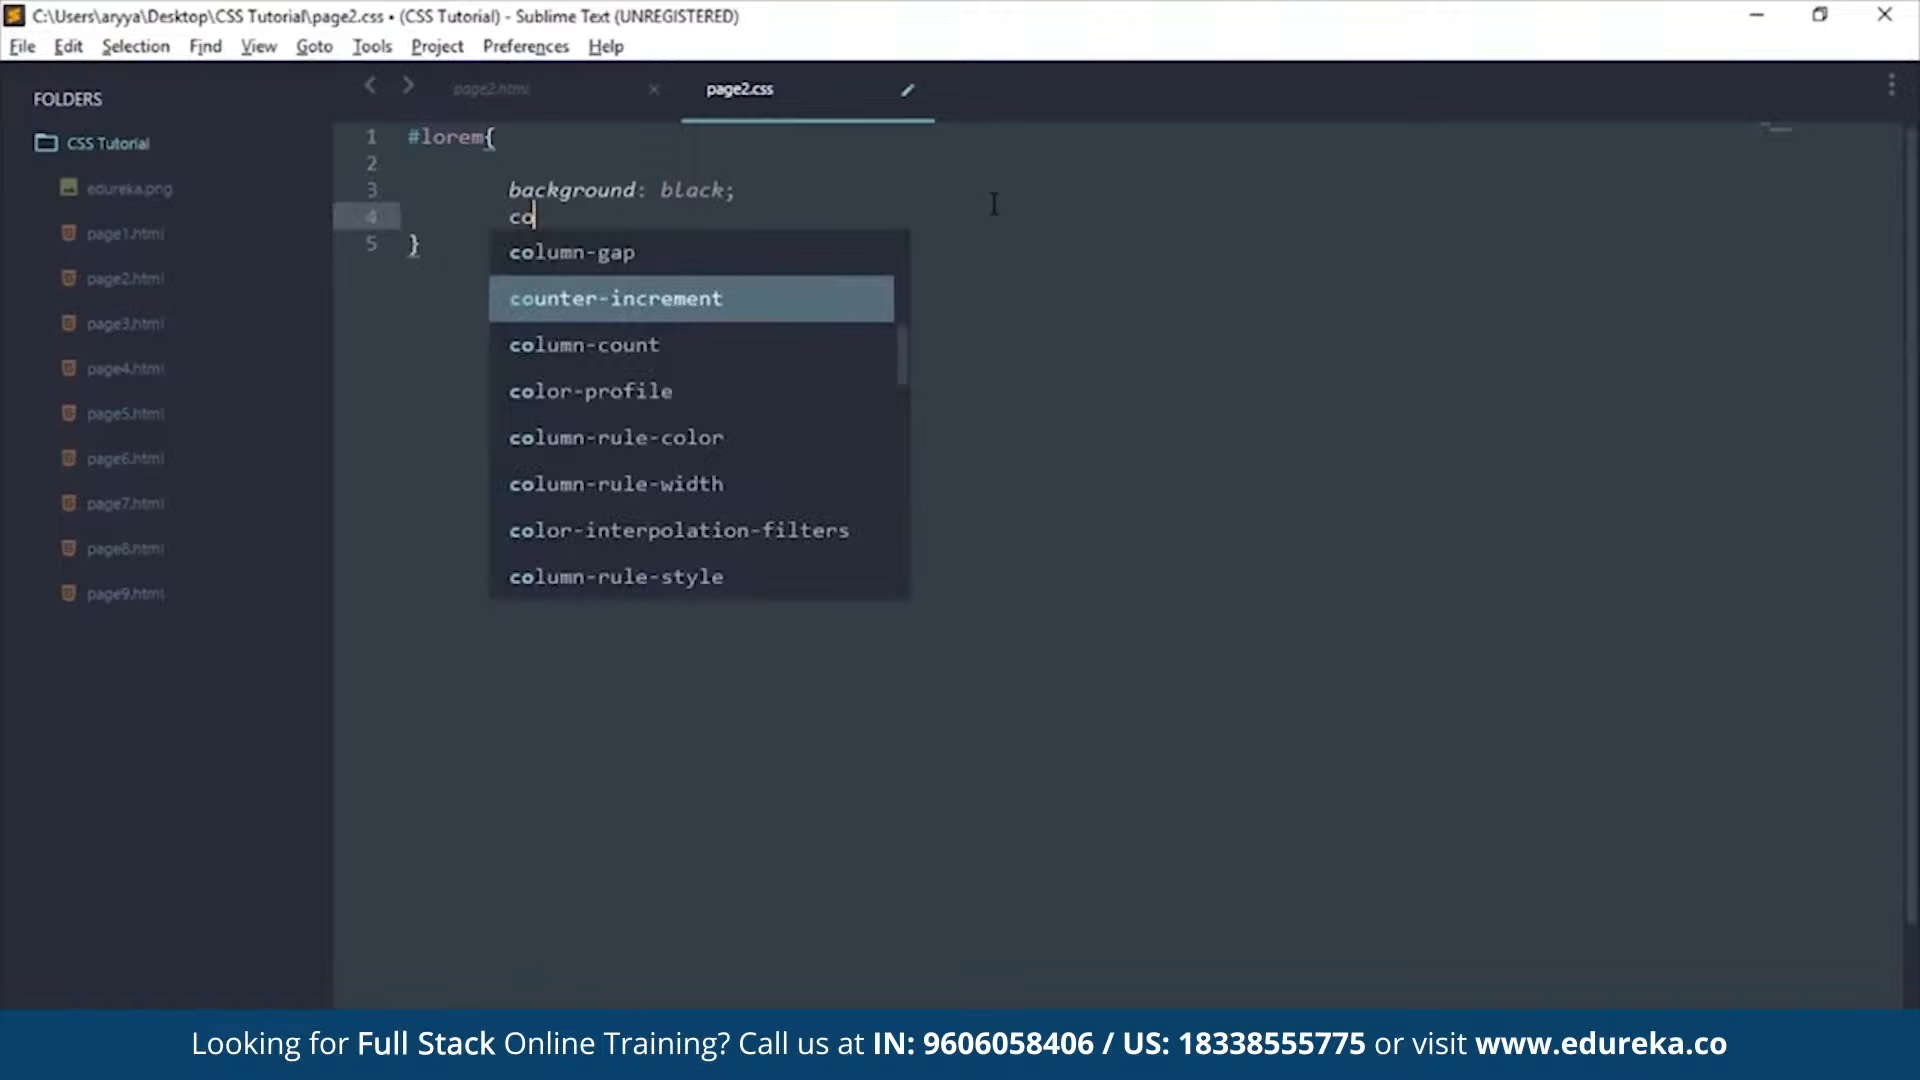 C:\Users\aryya\Desktop\CSS Tutorial\page2.css • (CSS Tutorial) - Sublime Text (UNREGISTERED)
File Edit Selection Find View Goto Tools Project Preferences Help
FOLDERS
CSS Tutorial
edureka.png
page1.html
page2.html
page3.html
page4.html
page5.html
page6.html
page7.html
page8.html
page9.html
page2.html page2.css
1 #lorem{
2
3 background: black;
4 co
5 }
column-gap
counter-increment
column-count
color-profile
column-rule-color
column-rule-width
color-interpolation-filters
column-rule-style
Looking for Full Stack Online Training? Call us at IN: 9606058406 / US: 18338555775 or visit www.edureka.co